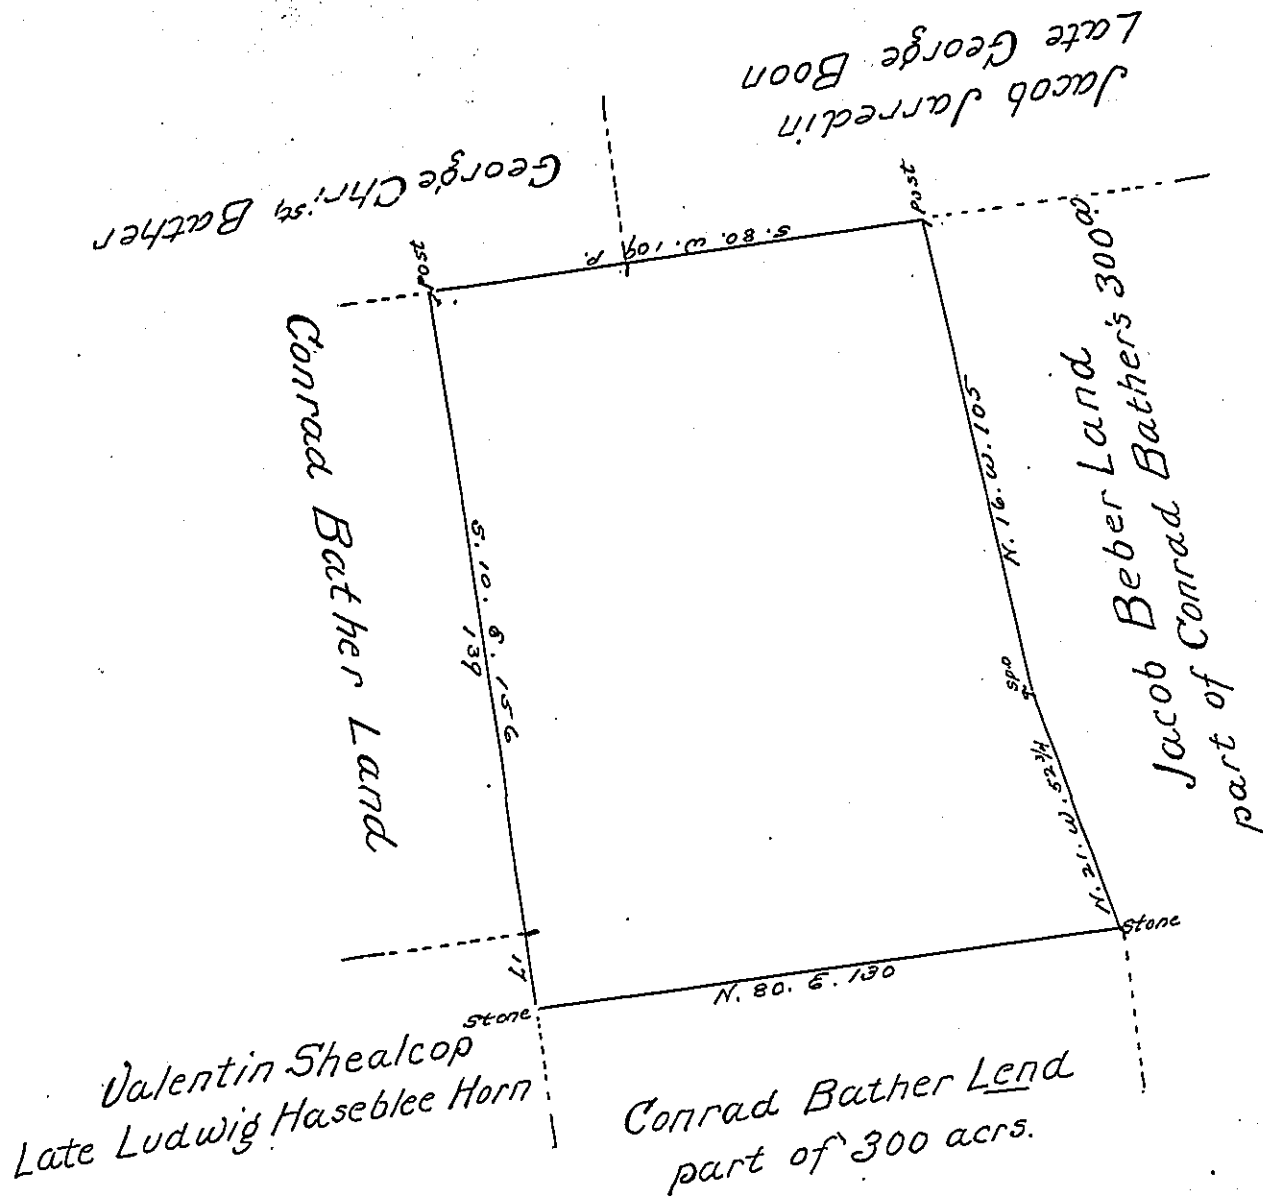 Jacob Jarredin
Late George Boon
George Christ. Bather
post
post
S. 80. W. 109 P.
Conrad Bather Land
S. 10. E. 156
139
17
N. 16. W. 105
spo
N. 21. W. 52 3/4
Jacob Beber Land
part of Conrad Bather's 300
stone
stone
N. 80. E. 130
Valentin Shealcop
Late Ludwig Haseblee Horn
Conrad Bather Lend
part of 300 acrs.